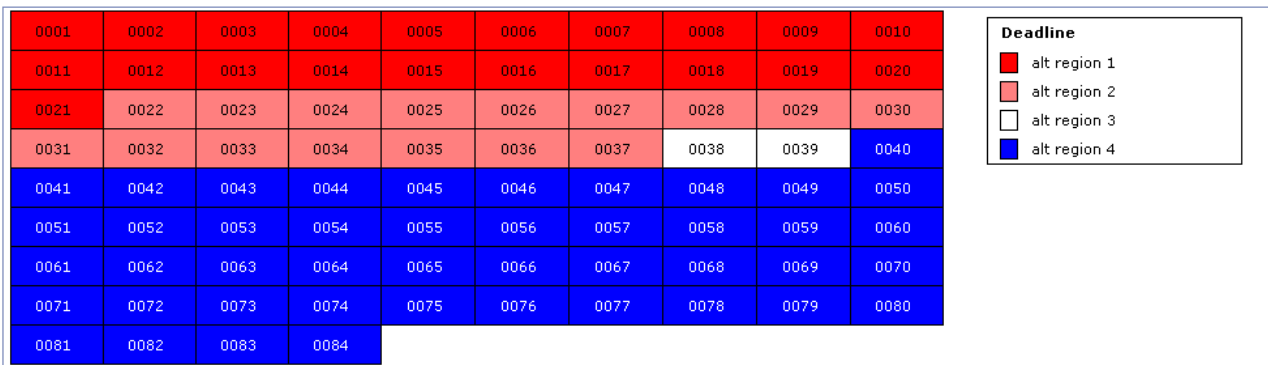 0001 0002 0003 0004 0005 0006 0007 0008 0009 0010
0011 0012 0013 0014 0015 0016 0017 0018 0019 0020
0021 0022 0023 0024 0025 0026 0027 0028 0029 0030
0031 0032 0033 0034 0035 0036 0037 0038 0039 0040
0041 0042 0043 0044 0045 0046 0047 0048 0049 0050
0051 0052 0053 0054 0055 0056 0057 0058 0059 0060
0061 0062 0063 0064 0065 0066 0067 0068 0069 0070
0071 0072 0073 0074 0075 0076 0077 0078 0079 0080
0081 0082 0083 0084
Deadline
alt region 1
alt region 2
alt region 3
alt region 4